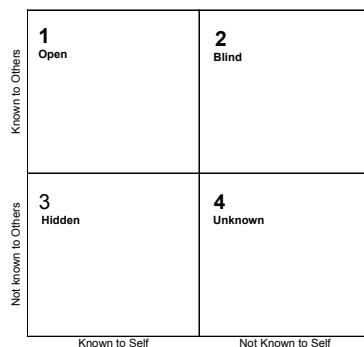 Known to Others
1
Open
2
Blind
Not known to Others
3
Hidden
4
Unknown
Known to Self
Not Known to Self